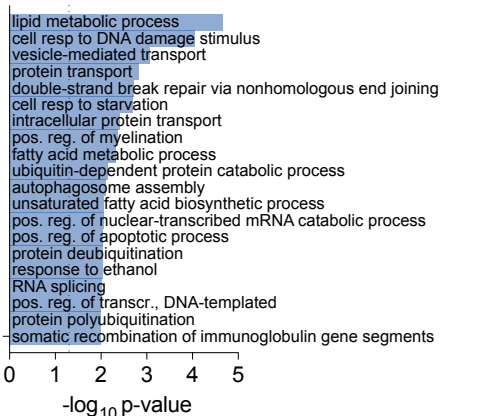 lipid metabolic process
cell resp to DNA damage stimulus
vesicle-mediated transport
protein transport
double-strand break repair via nonhomologous end joining
cell resp to starvation
intracellular protein transport
pos. reg. of myelination
fatty acid metabolic process
ubiquitin-dependent protein catabolic process
autophagosome assembly
unsaturated fatty acid biosynthetic process
pos. reg. of nuclear-transcribed mRNA catabolic process
pos. reg. of apoptotic process
protein deubiquitination
response to ethanol
RNA splicing
pos. reg. of transcr., DNA-templated
protein polyubiquitination
somatic recombination of immunoglobulin gene segments
0 1 2 3 4 5
-log10 p-value